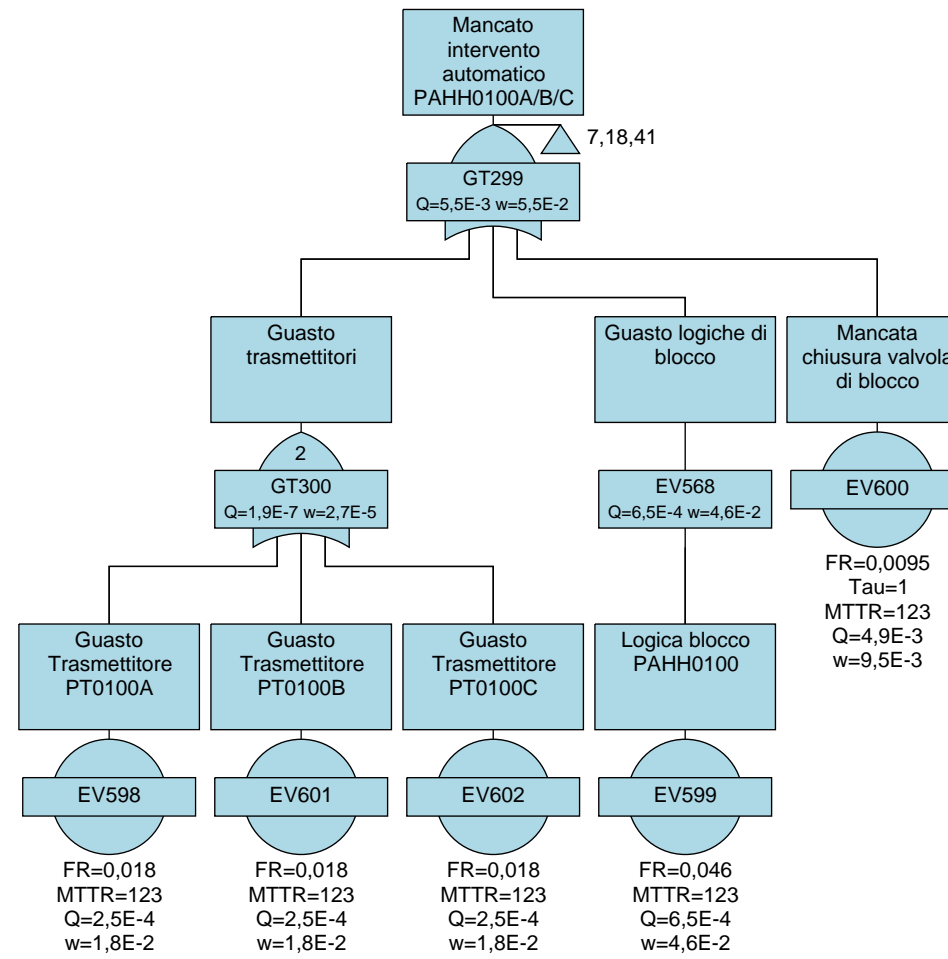 Mancato
intervento
automatico
PAHH0100A/B/C
7,18,41
GT299
Q=5,5E-3 w=5,5E-2
Guasto
trasmettitori
Guasto logiche di
blocco
Mancata
chiusura valvola
di blocco
2
GT300
Q=1,9E-7 w=2,7E-5
EV568
Q=6,5E-4 w=4,6E-2
EV600
FR=0,0095
Tau=1
MTTR=123
Q=4,9E-3
w=9,5E-3
Guasto
Trasmettitore
PT0100A
Guasto
Trasmettitore
PT0100B
Guasto
Trasmettitore
PT0100C
Logica blocco
PAHH0100
EV598
FR=0,018
MTTR=123
Q=2,5E-4
w=1,8E-2
EV601
FR=0,018
MTTR=123
Q=2,5E-4
w=1,8E-2
EV602
FR=0,018
MTTR=123
Q=2,5E-4
w=1,8E-2
EV599
FR=0,046
MTTR=123
Q=6,5E-4
w=4,6E-2